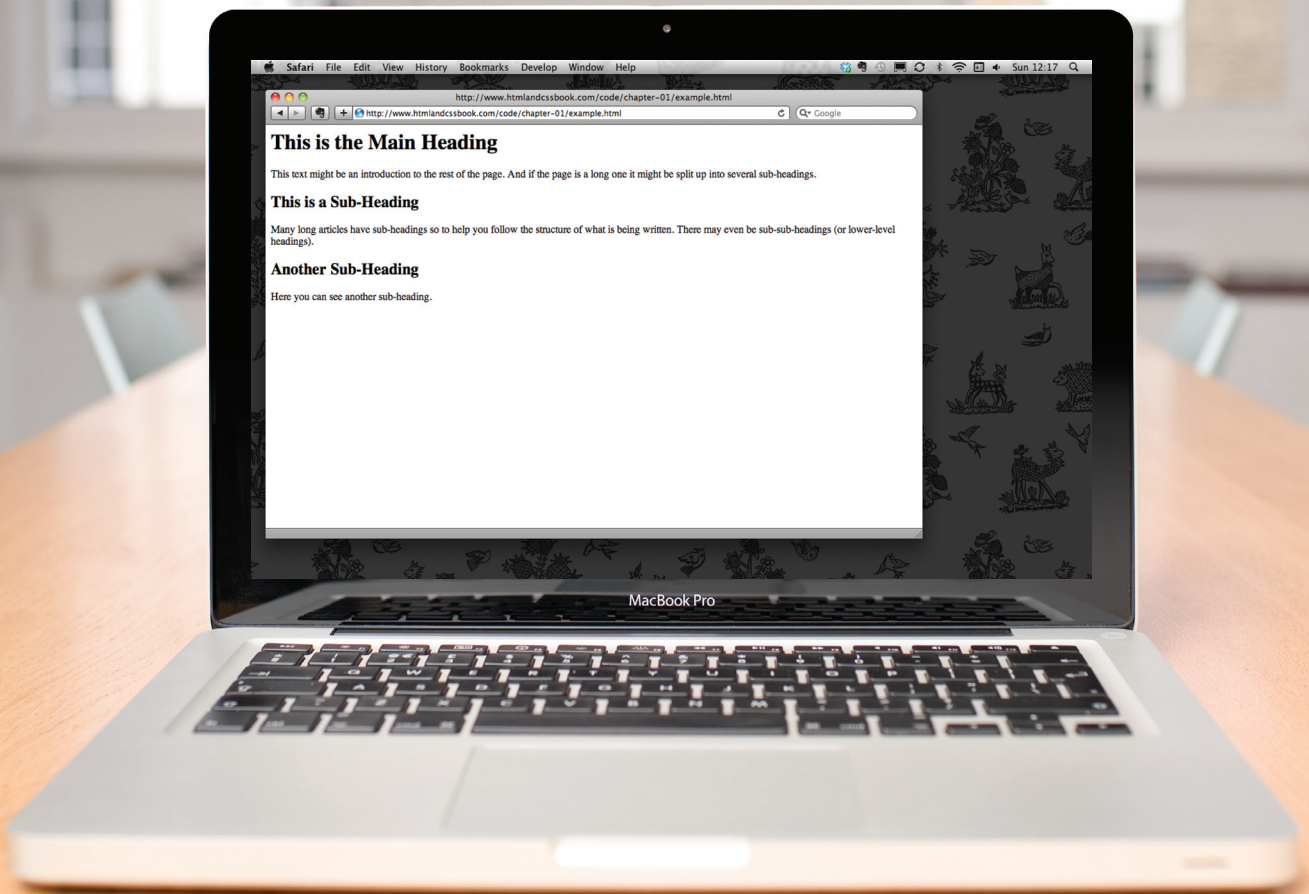 Safari File Edit View History Bookmarks Develop Window Help Sun 12:17
http://www.htmlandcssbook.com/code/chapter-01/example.html
http://www.htmlandcssbook.com/code/chapter-01/example.html Google
This is the Main Heading
This text might be an introduction to the rest of the page. And if the page is a long one it might be split up into several sub-headings.
This is a Sub-Heading
Many long articles have sub-headings so to help you follow the structure of what is being written. There may even be sub-sub-headings (or lower-level
headings).
Another Sub-Heading
Here you can see another sub-heading.
MacBook Pro
Q W E R T Y U I O P
A S D F G H J K L
Z X C V B N M